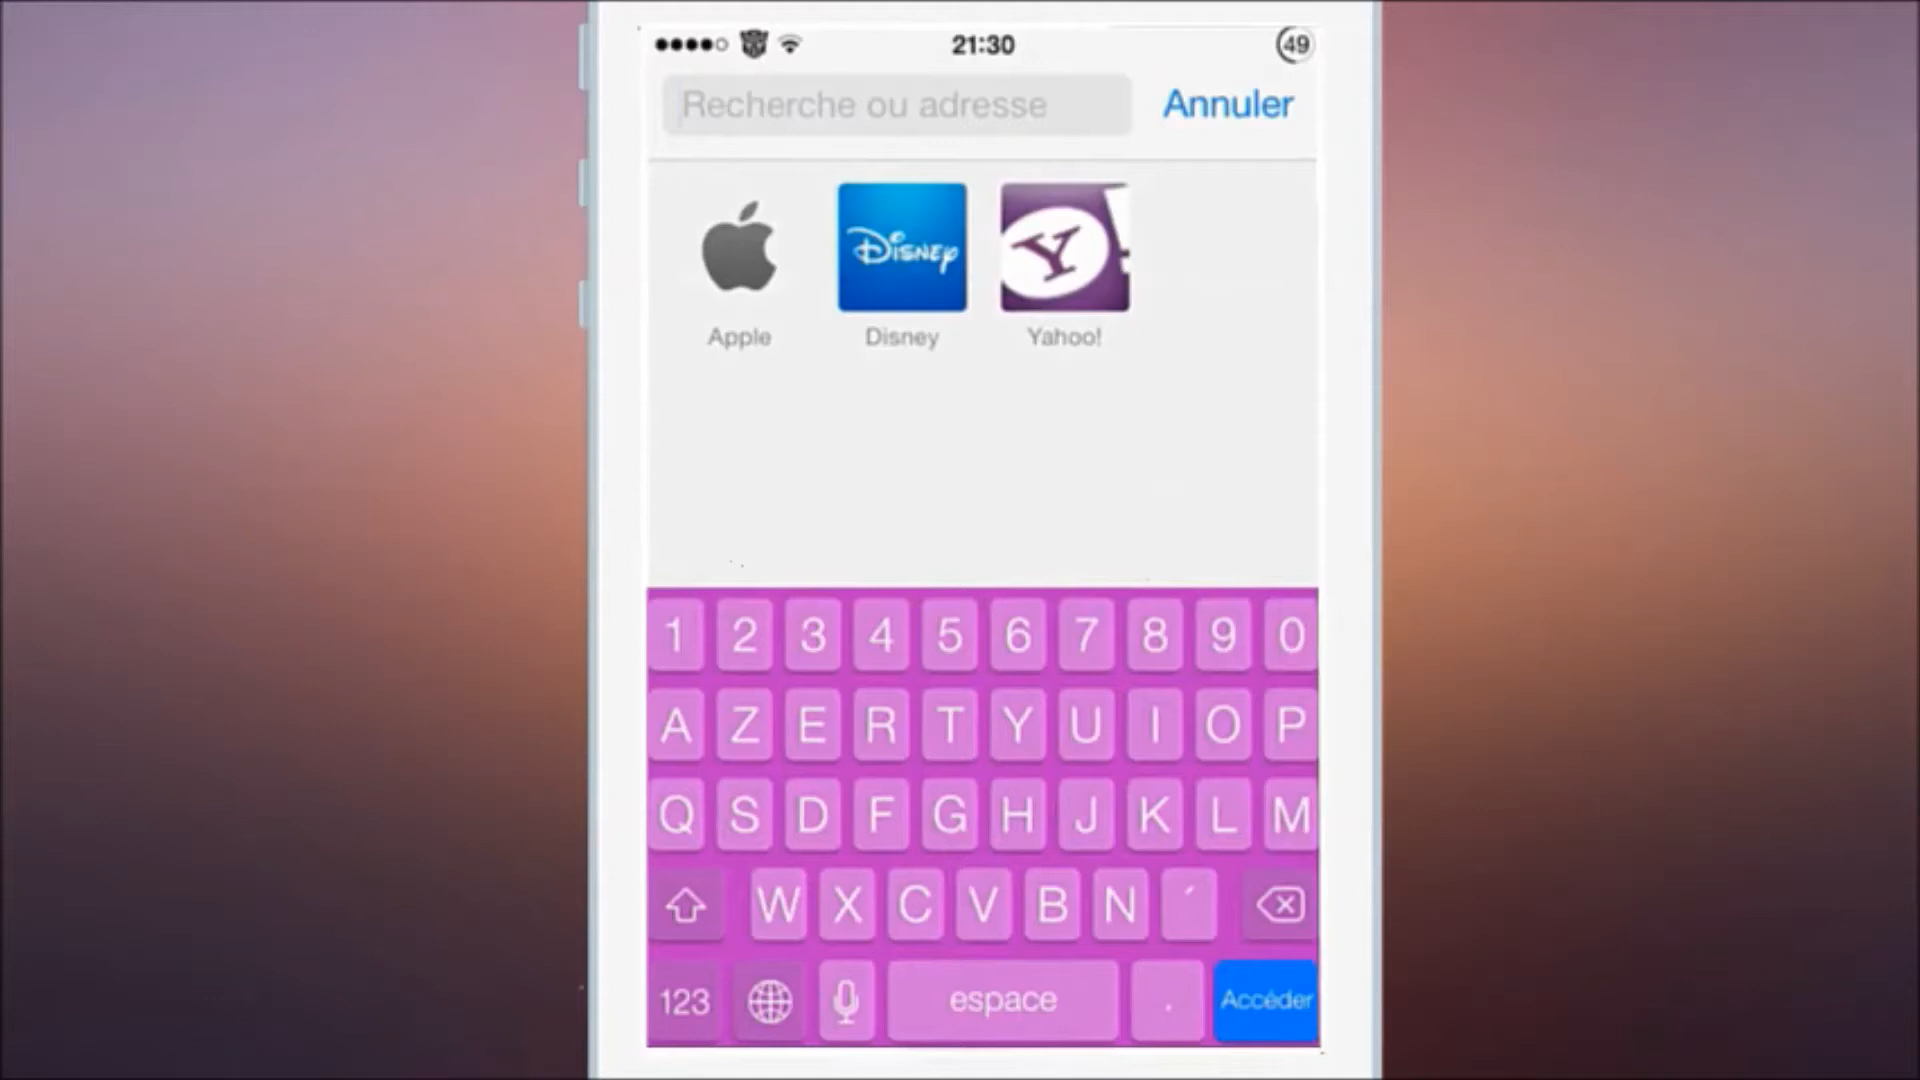 21:30
49
Recherche ou adresse
Annuler
Disney
Y
Apple
Disney
Yahoo!
1 2 3 4 5 6 7 8 9 0
A Z E R T Y U I O P
Q S D F G H J K L M
W X C V B N ´
123
espace
.
Accéder